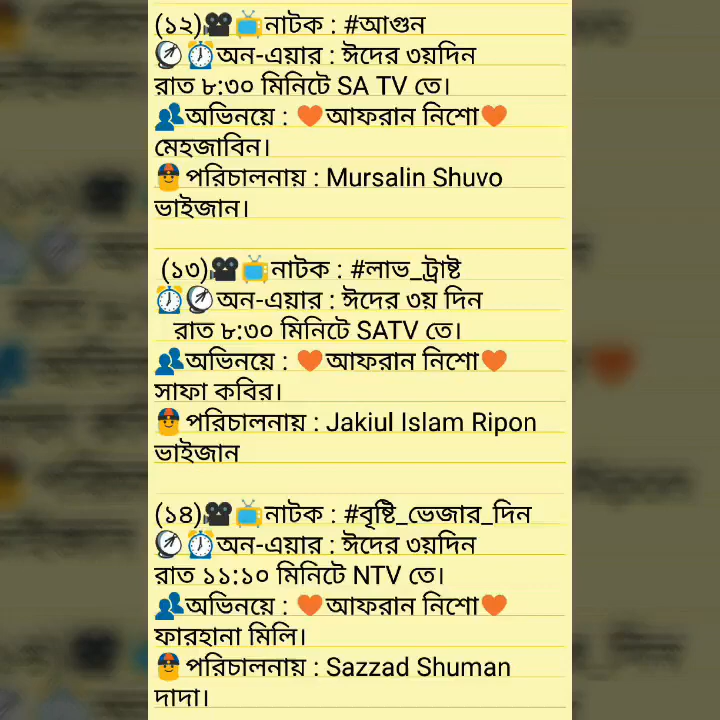 (১২)🎥📺নাটক : #আগুন
📡⏰অন-এয়ার : ঈদের ৩য়দিন
রাত ৮:৩০ মিনিটে SA TV তে।
👥অভিনয়ে : ❤আফরান নিশো❤
মেহজাবিন।
👲পরিচালনায় : Mursalin Shuvo
ভাইজান।
(১৩)🎥📺নাটক : #লাভ_ট্রাষ্ট
⏰📡অন-এয়ার : ঈদের ৩য় দিন
রাত ৮:৩০ মিনিটে SATV তে।
👥অভিনয়ে : ❤আফরান নিশো❤
সাফা কবির।
👲পরিচালনায় : Jakiul Islam Ripon
ভাইজান
(১৪)🎥📺নাটক : #বৃষ্টি_ভেজার_দিন
📡⏰অন-এয়ার : ঈদের ৩য়দিন
রাত ১১:১০ মিনিটে NTV তে।
👥অভিনয়ে : ❤আফরান নিশো❤
ফারহানা মিলি।
👲পরিচালনায় : Sazzad Shuman
দাদা।